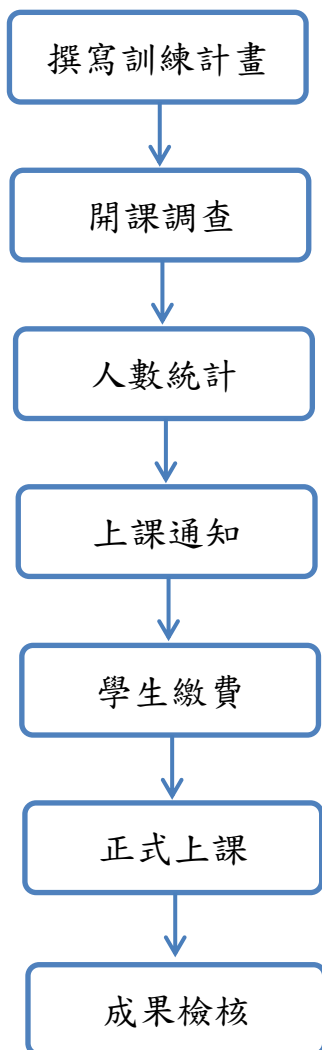 撰寫訓練計畫
開課調查
人數統計
上課通知
學生繳費
正式上課
成果檢核